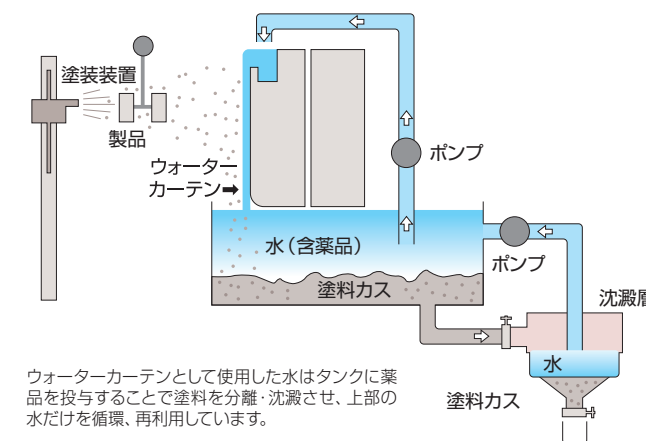 塗装装置
製品
ウォーター
カーテン➡
ポンプ
水（含薬品）
ポンプ
塗料カス
沈澱層
水
塗料カス
ウォーターカーテンとして使用した水はタンクに薬
品を投与することで塗料を分離・沈澱させ、上部の
水だけを循環、再利用しています。